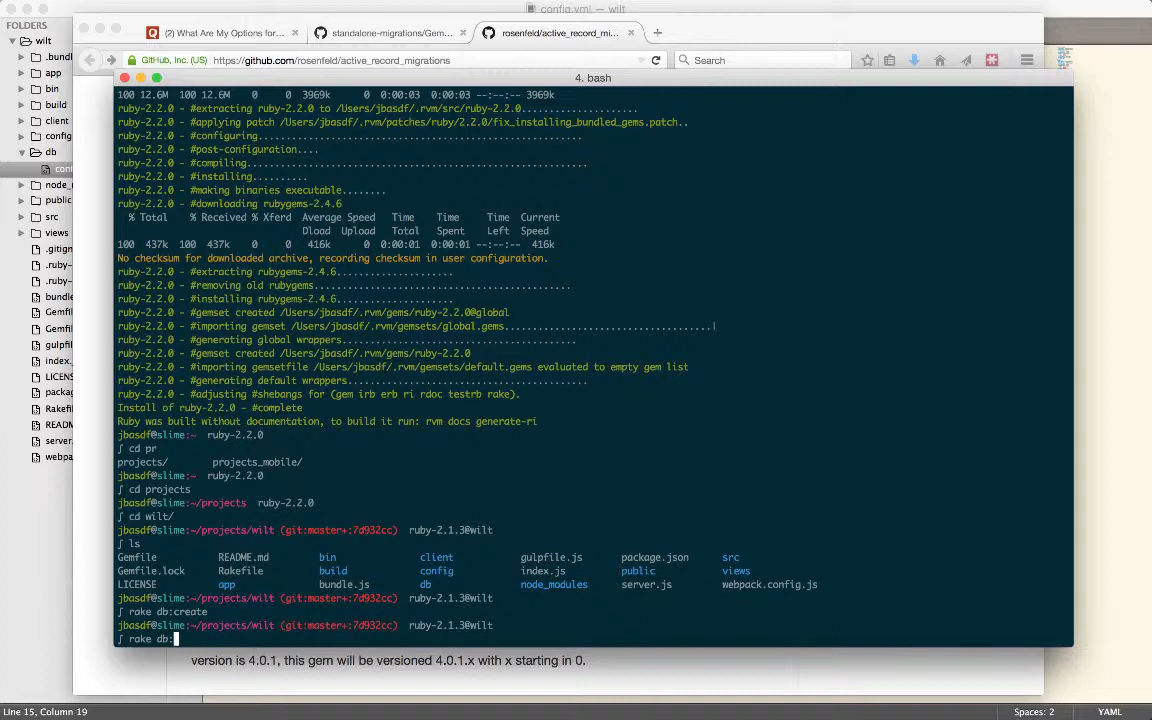 config.yml — wilt
FOLDERS
wilt
.bundl
app
bin
build
client
config
db
conf
node_r
public
src
views
.gitign
.ruby-
.ruby-
bundle
Gemfi
Gemfi
gulpfil
index.
LICEN
packa
Rakefi
READM
server.
webpa
(2) What Are My Options for... ×
standalone-migrations/Gem... ×
rosenfeld/active_record_mi... × +
GitHub, Inc. (US) https://github.com/rosenfeld/active_record_migrations
Search
4. bash
100 12.6M 100 12.6M 0 0 3969k 0 0:00:03 0:00:03 --:--:-- 3969k
ruby-2.2.0 - #extracting ruby-2.2.0 to /Users/jbasdf/.rvm/src/ruby-2.2.0.....................
ruby-2.2.0 - #applying patch /Users/jbasdf/.rvm/patches/ruby/2.2.0/fix_installing_bundled_gems.patch..
ruby-2.2.0 - #configuring...........................................................
ruby-2.2.0 - #post-configuration....
ruby-2.2.0 - #compiling..............................................................
ruby-2.2.0 - #installing..........
ruby-2.2.0 - #making binaries executable........
ruby-2.2.0 - #downloading rubygems-2.4.6
% Total % Received % Xferd Average Speed Time Time Time Current
Dload Upload Total Spent Left Speed
100 437k 100 437k 0 0 416k 0 0:00:01 0:00:01 --:--:-- 416k
No checksum for downloaded archive, recording checksum in user configuration.
ruby-2.2.0 - #extracting rubygems-2.4.6.....................
ruby-2.2.0 - #removing old rubygems..................................................
ruby-2.2.0 - #installing rubygems-2.4.6.....................
ruby-2.2.0 - #gemset created /Users/jbasdf/.rvm/gems/ruby-2.2.0@global
ruby-2.2.0 - #importing gemset /Users/jbasdf/.rvm/gemsets/global.gems......................................|
ruby-2.2.0 - #generating global wrappers...........................................
ruby-2.2.0 - #gemset created /Users/jbasdf/.rvm/gems/ruby-2.2.0
ruby-2.2.0 - #importing gemsetfile /Users/jbasdf/.rvm/gemsets/default.gems evaluated to empty gem list
ruby-2.2.0 - #generating default wrappers............................................
ruby-2.2.0 - #adjusting #shebangs for (gem irb erb ri rdoc testrb rake).
Install of ruby-2.2.0 - #complete
Ruby was built without documentation, to build it run: rvm docs generate-ri
jbasdf@slime:~ ruby-2.2.0
∫ cd pr
projects/ projects_mobile/
jbasdf@slime:~ ruby-2.2.0
∫ cd projects
jbasdf@slime:~/projects ruby-2.2.0
∫ cd wilt/
jbasdf@slime:~/projects/wilt (git:master+:7d932cc) ruby-2.1.3@wilt
∫ ls
Gemfile README.md bin client gulpfile.js package.json src
Gemfile.lock Rakefile build config index.js public views
LICENSE app bundle.js db node_modules server.js webpack.config.js
jbasdf@slime:~/projects/wilt (git:master+:7d932cc) ruby-2.1.3@wilt
∫ rake db:create
jbasdf@slime:~/projects/wilt (git:master+:7d932cc) ruby-2.1.3@wilt
∫ rake db:
version is 4.0.1, this gem will be versioned 4.0.1.x with x starting in 0.
Line 15, Column 19
Spaces: 2
YAML